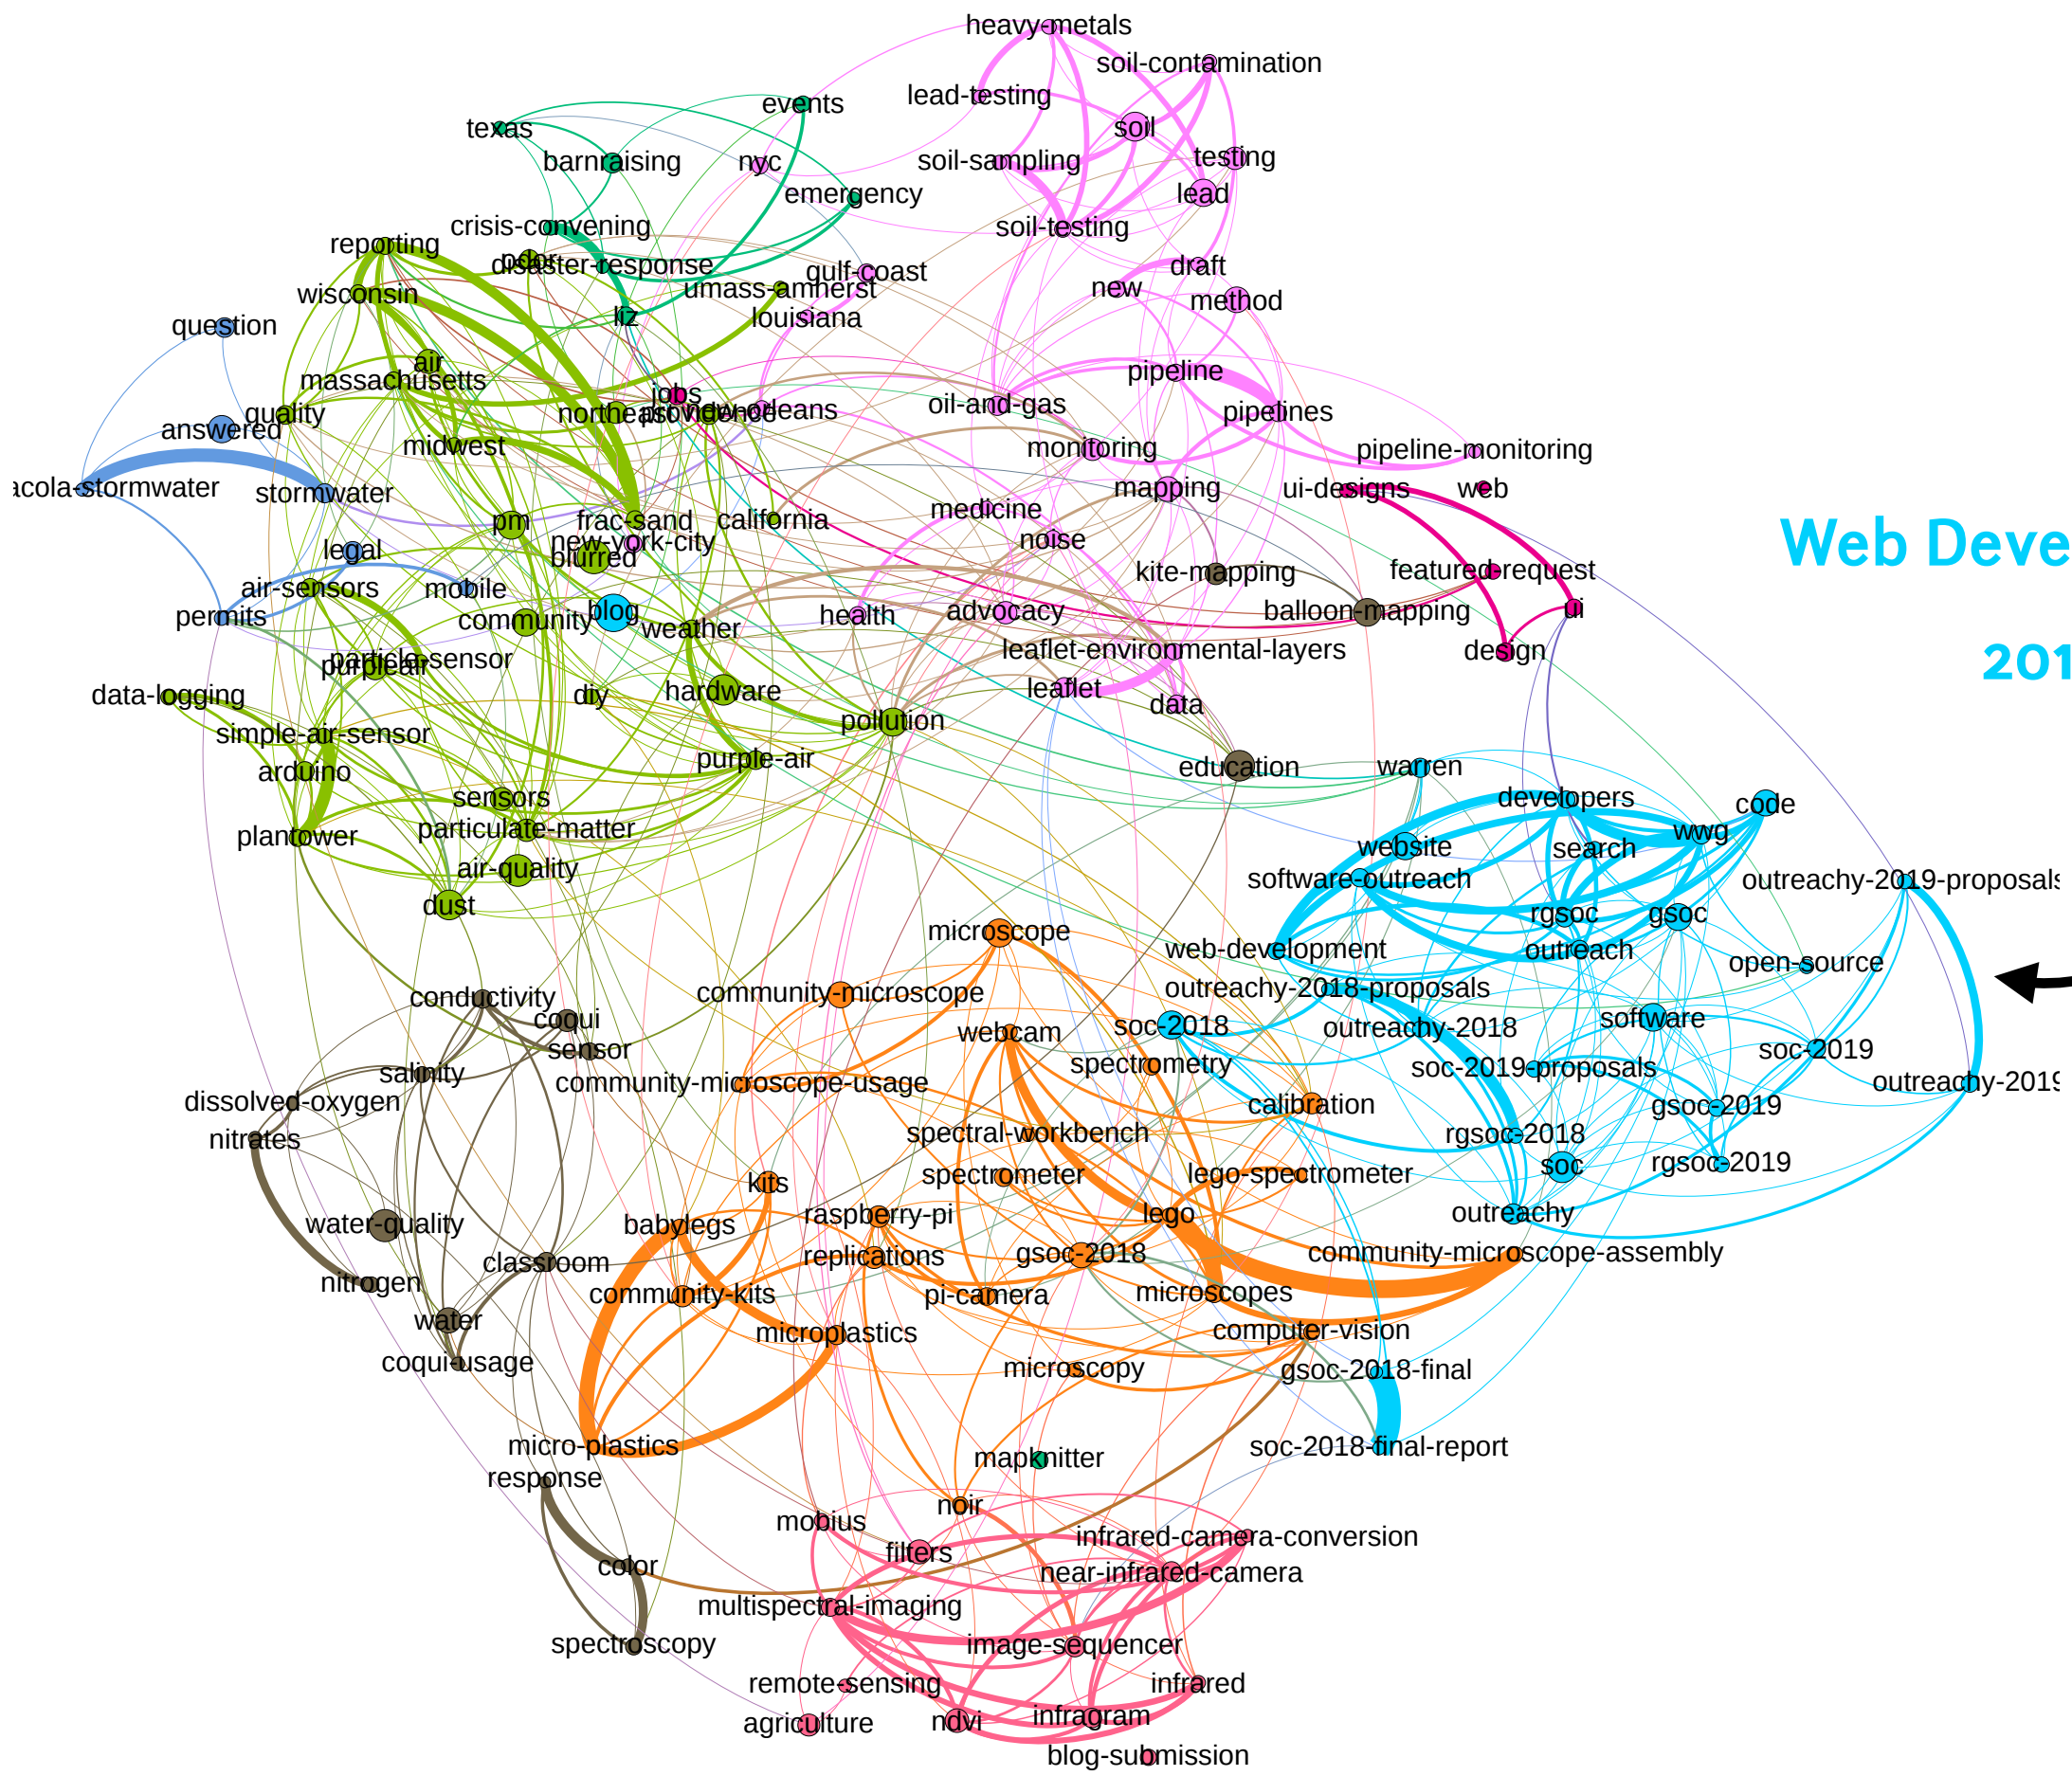 heavy-metals
soil-contamination
lead-testing
events
texas
soil
barnraising
nyc
soil-sampling
testing
emergency
lead
crisis-convening
soil-testing
reporting
odor
disaster-response
gulf-coast
draft
umass-amherst
new
wisconsin
method
louisiana
liz
question
air
massachusetts
pipeline
jobs
quality
northeast
providence
new-orleans
oil-and-gas
pipelines
answered
midwest
monitoring
pipeline-monitoring
acola-stormwater
stormwater
mapping
ui-designs
web
medicine
pm
frac-sand
california
Web Deve
new-york-city
noise
legal
blurred
kite-mapping
featured-request
air-sensors
mobile
permits
community
blog
weather
health
advocacy
balloon-mapping
ui
particle-sensor
purpleair
leaflet-environmental-layers
design
201
data-logging
diy
hardware
leaflet
data
simple-air-sensor
pollution
arduino
purple-air
education
warren
sensors
developers
code
plantower
particulate-matter
wwg
website
search
air-quality
software-outreach
outreachy-2019-proposals
dust
rgsoc
gsoc
microscope
web-development
outreach
open-source
conductivity
community-microscope
outreachy-2018-proposals
coqui
webcam
soc-2018
outreachy-2018
software
sensor
soc-2019
salinity
community-microscope-usage
spectrometry
soc-2019-proposals
outreachy-2019
dissolved-oxygen
calibration
gsoc-2019
nitrates
spectral-workbench
rgsoc-2018
kits
spectrometer
lego-spectrometer
soc
rgsoc-2019
water-quality
babylegs
raspberry-pi
lego
outreachy
classroom
replications
gsoc-2018
community-microscope-assembly
nitrogen
community-kits
pi-camera
microscopes
water
microplastics
computer-vision
coqui-usage
microscopy
gsoc-2018-final
micro-plastics
soc-2018-final-report
response
mapknitter
noir
mobius
infrared-camera-conversion
filters
color
near-infrared-camera
multispectral-imaging
spectroscopy
image-sequencer
remote-sensing
infrared
agriculture
ndvi
infragram
blog-submission